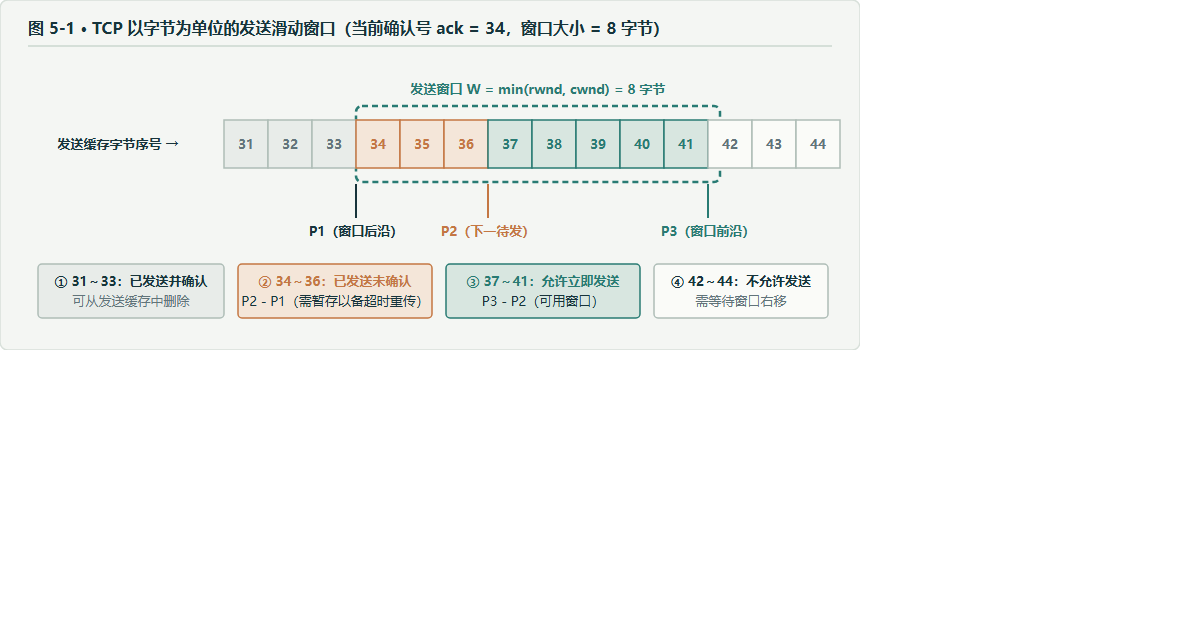 图 5-1 • TCP 以字节为单位的发送滑动窗口（当前确认号 ack = 34，窗口大小 = 8 字节）
发送窗口 W = min(rwnd, cwnd) = 8 字节
发送缓存字节序号 → 31 32 33 34 35 36 37 38 39 40 41 42 43 44
P1（窗口后沿） P2（下一待发） P3（窗口前沿）
① 31～33：已发送并确认
可从发送缓存中删除
② 34～36：已发送未确认
P2 - P1（需暂存以备超时重传）
③ 37～41：允许立即发送
P3 - P2（可用窗口）
④ 42～44：不允许发送
需等待窗口右移